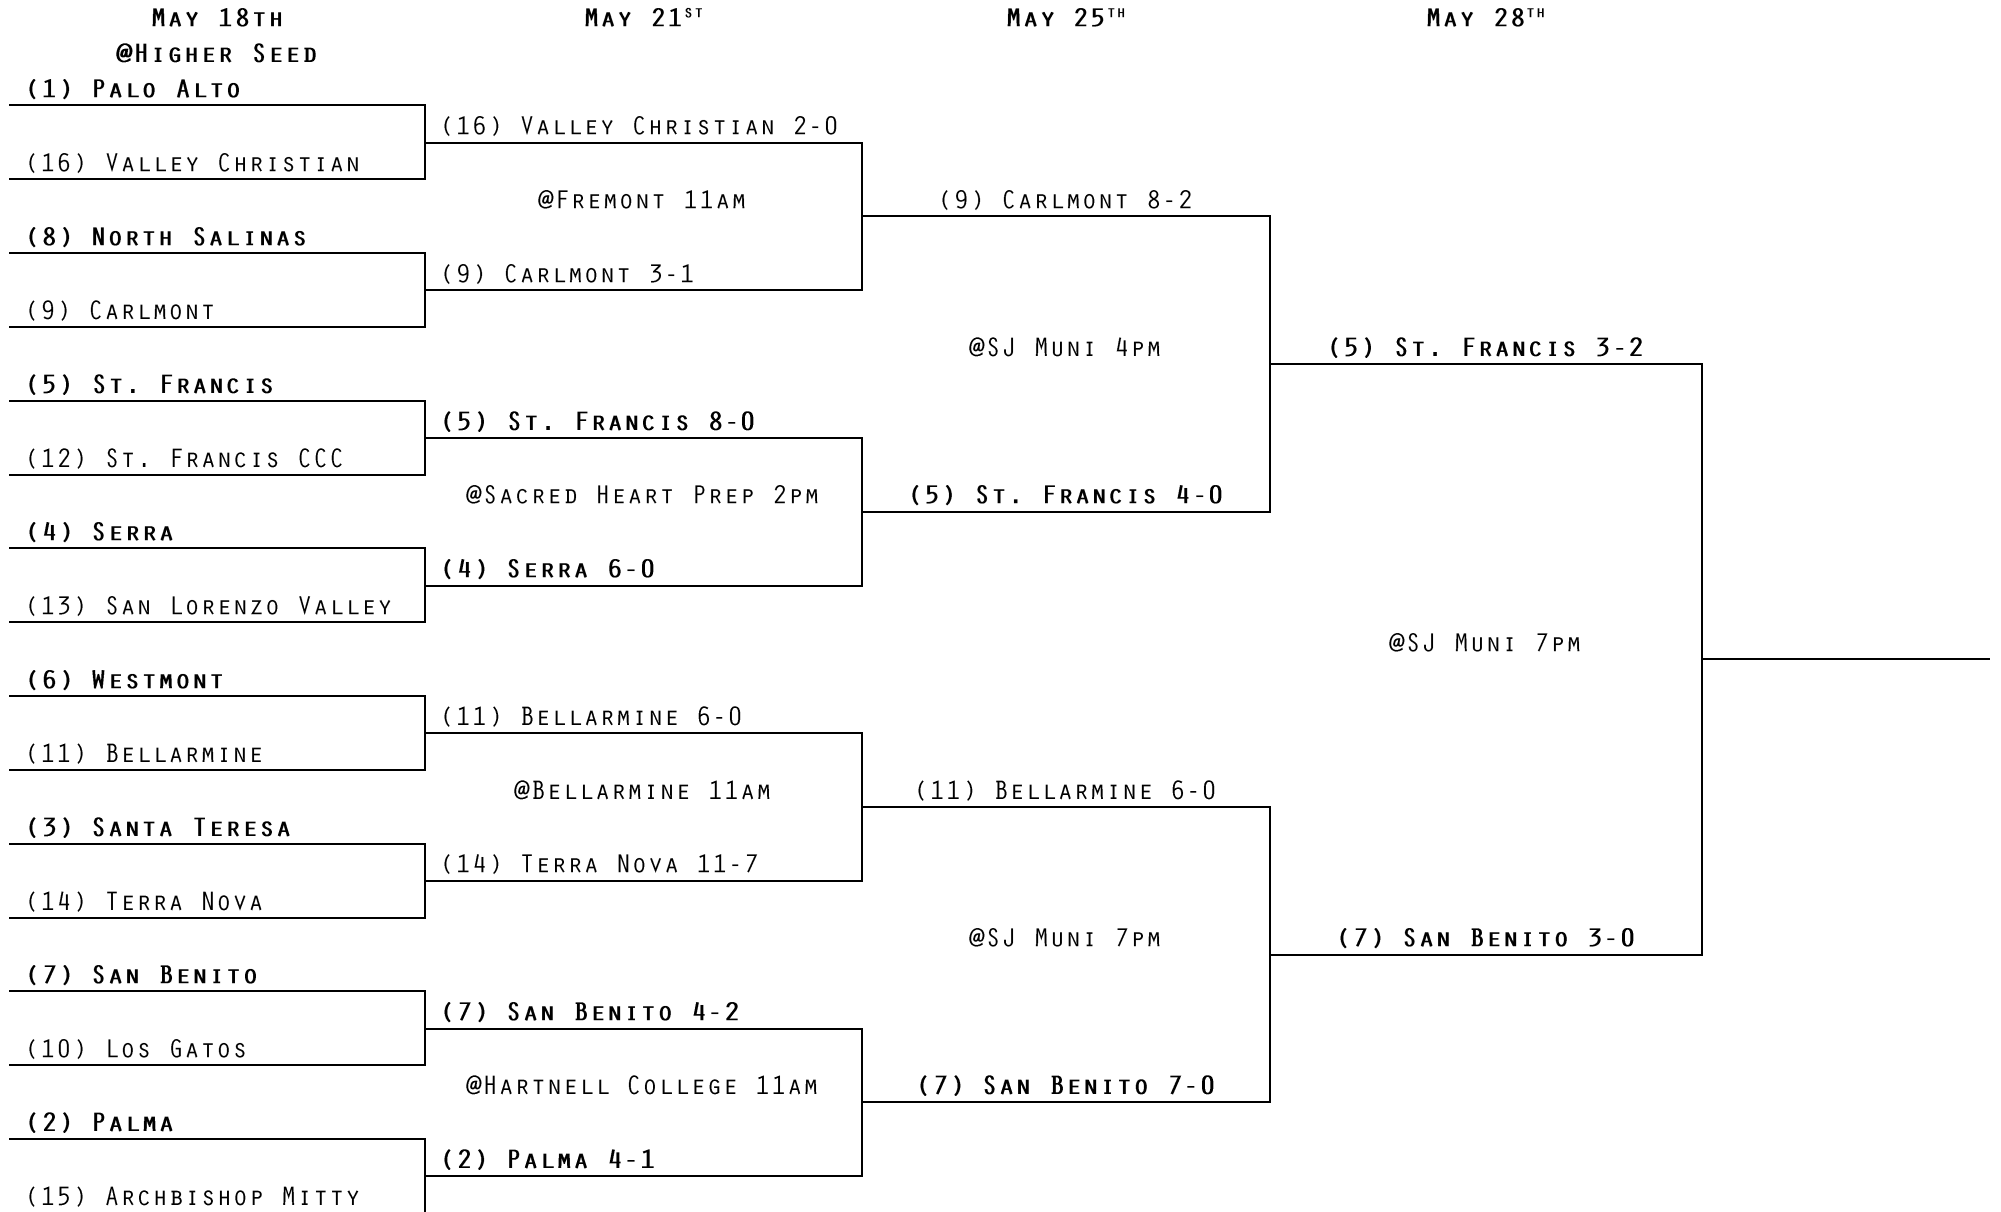 May 18th
@Higher Seed
May 21st
May 25th
May 28th
(1) Palo Alto
(16) Valley Christian
(8) North Salinas
(9) Carlmont
(5) St. Francis
(12) St. Francis CCC
(4) Serra
(13) San Lorenzo Valley
(6) Westmont
(11) Bellarmine
(3) Santa Teresa
(14) Terra Nova
(7) San Benito
(10) Los Gatos
(2) Palma
(15) Archbishop Mitty
(16) Valley Christian 2-0
@Fremont 11am
(9) Carlmont 3-1
(5) St. Francis 8-0
@Sacred Heart Prep 2pm
(4) Serra 6-0
(11) Bellarmine 6-0
@Bellarmine 11am
(14) Terra Nova 11-7
(7) San Benito 4-2
@Hartnell College 11am
(2) Palma 4-1
(9) Carlmont 8-2
@SJ Muni 4pm
(5) St. Francis 4-0
(11) Bellarmine 6-0
@SJ Muni 7pm
(7) San Benito 7-0
(5) St. Francis 3-2
@SJ Muni 7pm
(7) San Benito 3-0